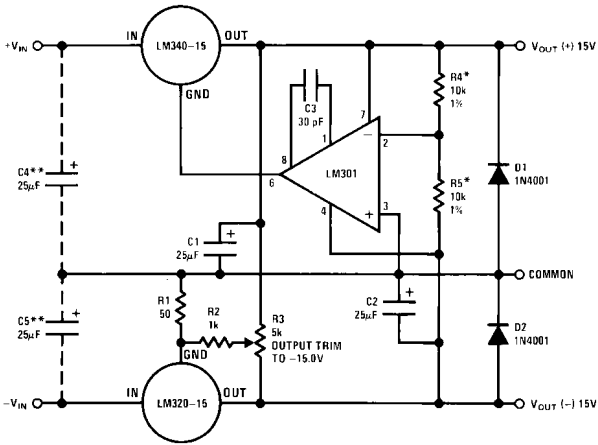 +VIN
IN
LM340-15
OUT
GND
VOUT (+) 15V
C3
30 pF
7
R4*
10k
1%
8
1
−
2
LM301
6
4
+
3
R5*
10k
1%
D1
1N4001
C4**
25µF
+
C1
25µF
+
COMMON
C5**
25µF
+
R1
50
R2
1k
R3
5k
OUTPUT TRIM
TO −15.0V
C2
25µF
+
D2
1N4001
GND
−VIN
IN
LM320-15
OUT
VOUT (−) 15V